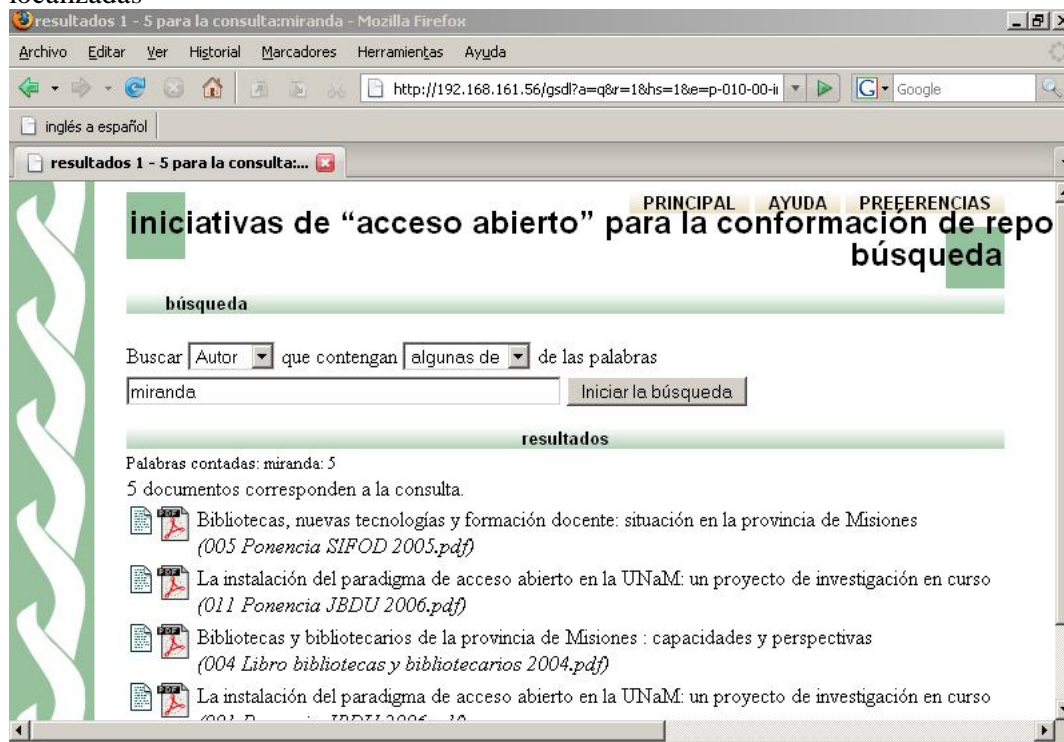 resultados 1 - 5 para la consulta:miranda - Mozilla Firefox
Archivo Editar Ver Historial Marcadores Herramientas Ayuda
http://192.168.161.56/gsdl?a=q&r=1&hs=1&e=p-010-00-i
Google
inglés a español
resultados 1 - 5 para la consulta:...
PRINCIPAL AYUDA PREFERENCIAS
iniciativas de “acceso abierto” para la conformación de repo
búsqueda
búsqueda
Buscar Autor que contengan algunas de de las palabras
miranda Iniciar la búsqueda
resultados
Palabras contadas: miranda: 5
5 documentos corresponden a la consulta.
Bibliotecas, nuevas tecnologías y formación docente: situación en la provincia de Misiones
(005 Ponencia SIFOD 2005.pdf)
La instalación del paradigma de acceso abierto en la UNaM: un proyecto de investigación en curso
(011 Ponencia JBDU 2006.pdf)
Bibliotecas y bibliotecarios de la provincia de Misiones : capacidades y perspectivas
(004 Libro bibliotecas y bibliotecarios 2004.pdf)
La instalación del paradigma de acceso abierto en la UNaM: un proyecto de investigación en curso